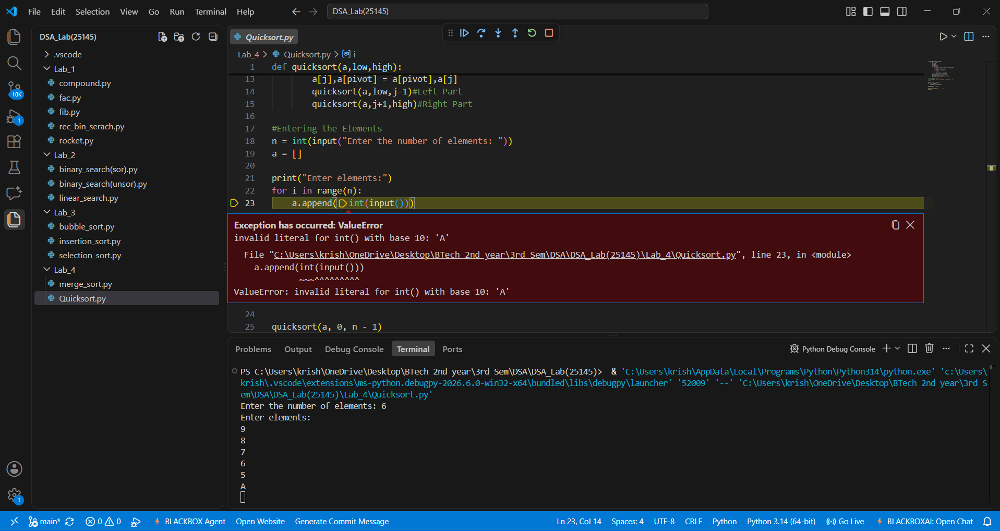 File Edit Selection View Go Run Terminal Help
DSA_Lab(25145)
DSA_Lab(25145)
.vscode
Lab_1
compound.py
fac.py
fib.py
rec_bin_serach.py
rocket.py
Lab_2
binary_search(sor).py
binary_search(unsor).py
linear_search.py
Lab_3
bubble_sort.py
insertion_sort.py
selection_sort.py
Lab_4
merge_sort.py
Quicksort.py
10K
1
1
Quicksort.py
Lab_4 > Quicksort.py > i
1 def quicksort(a,low,high):
13 a[j],a[pivot] = a[pivot],a[j]
14 quicksort(a,low,j-1)#Left Part
15 quicksort(a,j+1,high)#Right Part
16
17 #Entering the Elements
18 n = int(input("Enter the number of elements: "))
19 a = []
20
21 print("Enter elements:")
22 for i in range(n):
23 a.append(int(input()))
Exception has occurred: ValueError
invalid literal for int() with base 10: 'A'
File "C:\Users\krish\OneDrive\Desktop\BTech 2nd year\3rd Sem\DSA\DSA_Lab(25145)\Lab_4\Quicksort.py", line 23, in <module>
a.append(int(input()))
~~~^^^^^^^^^
ValueError: invalid literal for int() with base 10: 'A'
24
25 quicksort(a, 0, n - 1)
Problems Output Debug Console Terminal Ports
Python Debug Console
PS C:\Users\krish\OneDrive\Desktop\BTech 2nd year\3rd Sem\DSA\DSA_Lab(25145)> & 'C:\Users\krish\AppData\Local\Programs\Python\Python314\python.exe' 'c:\Users\
krish\.vscode\extensions\ms-python.debugpy-2026.6.0-win32-x64\bundled\libs\debugpy\launcher' '52009' '--' 'C:\Users\krish\OneDrive\Desktop\BTech 2nd year\3rd S
em\DSA\DSA_Lab(25145)\Lab_4\Quicksort.py'
Enter the number of elements: 6
Enter elements:
9
8
7
6
5
A
main* 0 0 BLACKBOX Agent Open Website Generate Commit Message Ln 23, Col 14 Spaces: 4 UTF-8 CRLF Python Python 3.14 (64-bit) Go Live BLACKBOXAI: Open Chat